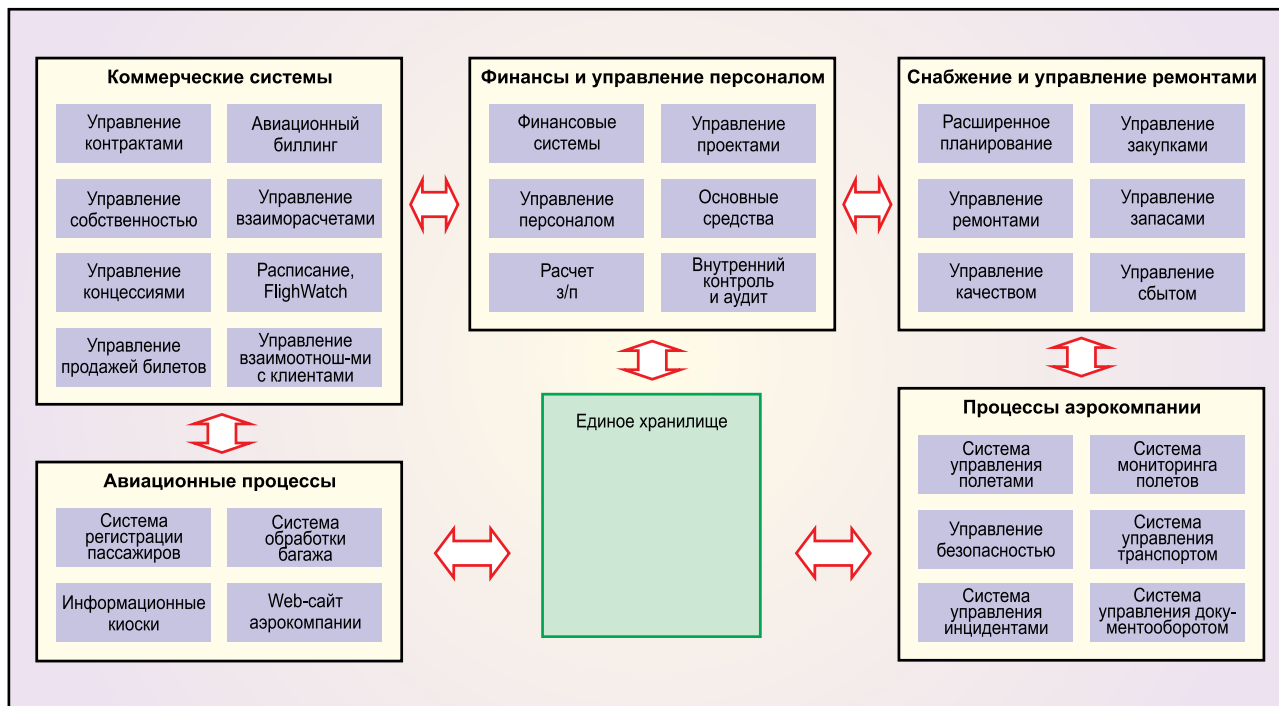 Коммерческие системы
Управление
контрактами
Авиационный
биллинг
Управление
собственностью
Управление
взаиморасчетами
Управление
концессиями
Расписание,
FlighWatch
Управление
продажей билетов
Управление
взаимоотнош-ми
с клиентами
Финансы и управление персоналом
Финансовые
системы
Управление
проектами
Управление
персоналом
Основные
средства
Расчет
з/п
Внутренний
контроль
и аудит
Снабжение и управление ремонтами
Расширенное
планирование
Управление
закупками
Управление
ремонтами
Управление
запасами
Управление
качеством
Управление
сбытом
Авиационные процессы
Система
регистрации
пассажиров
Система
обработки
багажа
Информационные
киоски
Web-сайт
аэрокомпании
Единое хранилище
Процессы аэрокомпании
Система
управления
полетами
Система
мониторинга
полетов
Управление
безопасностью
Система
управления
транспортом
Система
управления
инцидентами
Система
управления доку-
ментооборотом